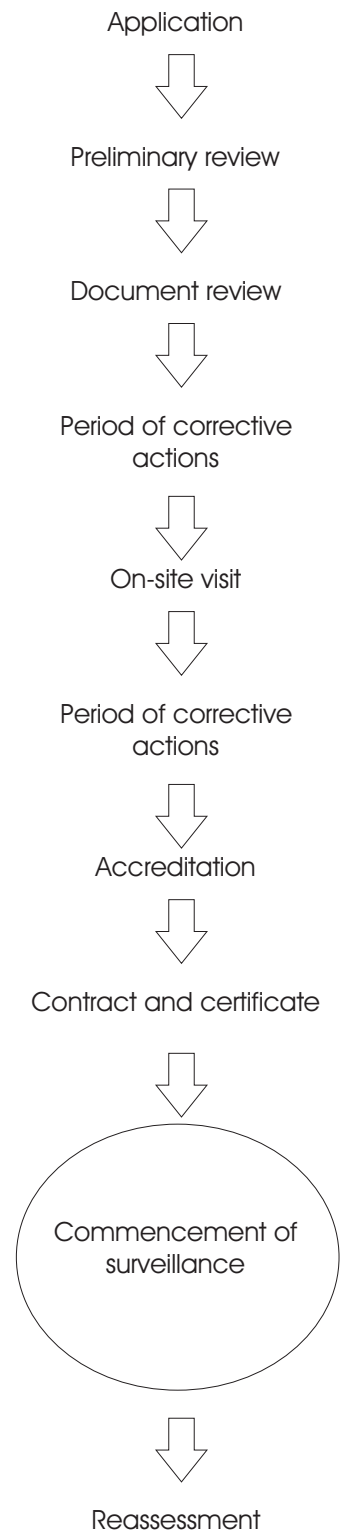 Application
Preliminary review
Document review
Period of corrective
actions
On-site visit
Period of corrective
actions
Accreditation
Contract and certificate
Commencement of
surveillance
Reassessment